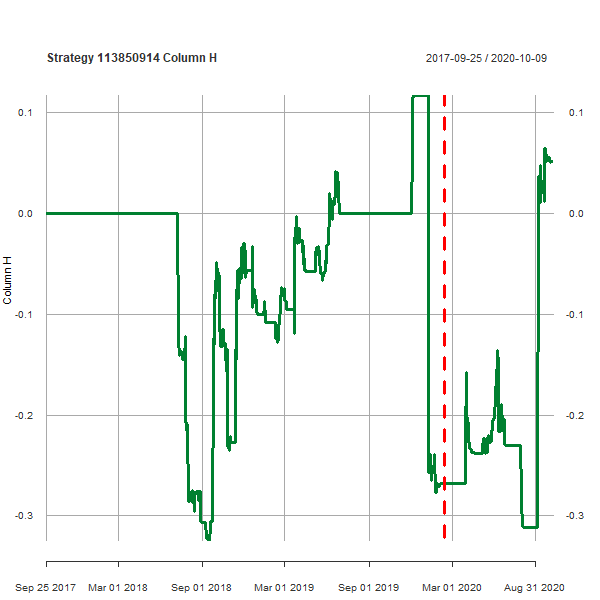 Strategy 113850914 Column H
2017-09-25 / 2020-10-09
0.1 0.1
0.0 0.0
-0.1 -0.1
-0.2 -0.2
-0.3 -0.3
Column H
Sep 25 2017 Mar 01 2018 Sep 01 2018 Mar 01 2019 Sep 01 2019 Mar 01 2020 Aug 31 2020